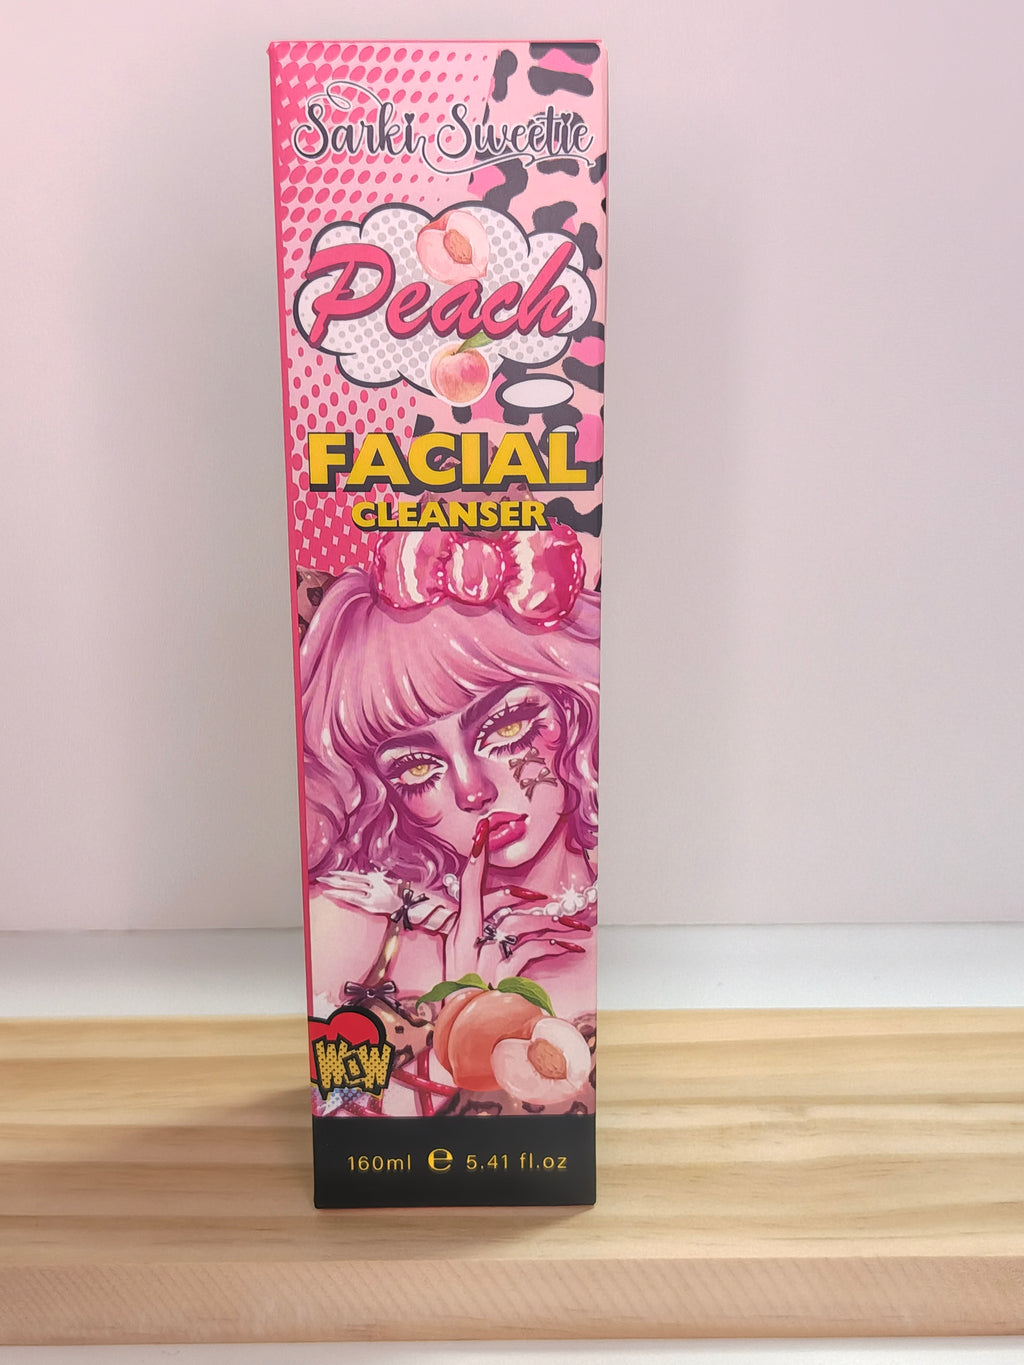 Sarki Sweetie
Peach
FACIAL
CLEANSER
WOW
160ml e 5.41 fl.oz